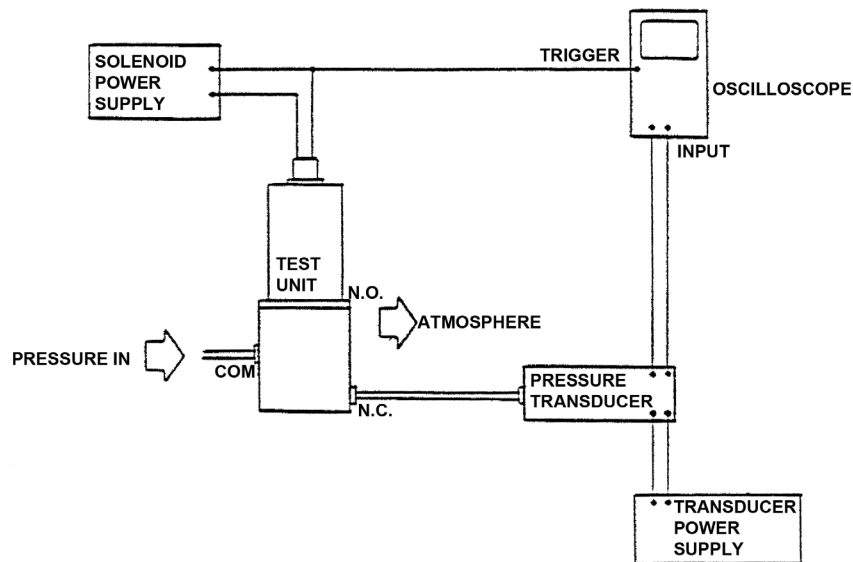 SOLENOID
POWER
SUPPLY
TRIGGER
OSCILLOSCOPE
INPUT
TEST
UNIT
N.O.
ATMOSPHERE
PRESSURE IN
COM
N.C.
PRESSURE
TRANSDUCER
TRANSDUCER
POWER
SUPPLY